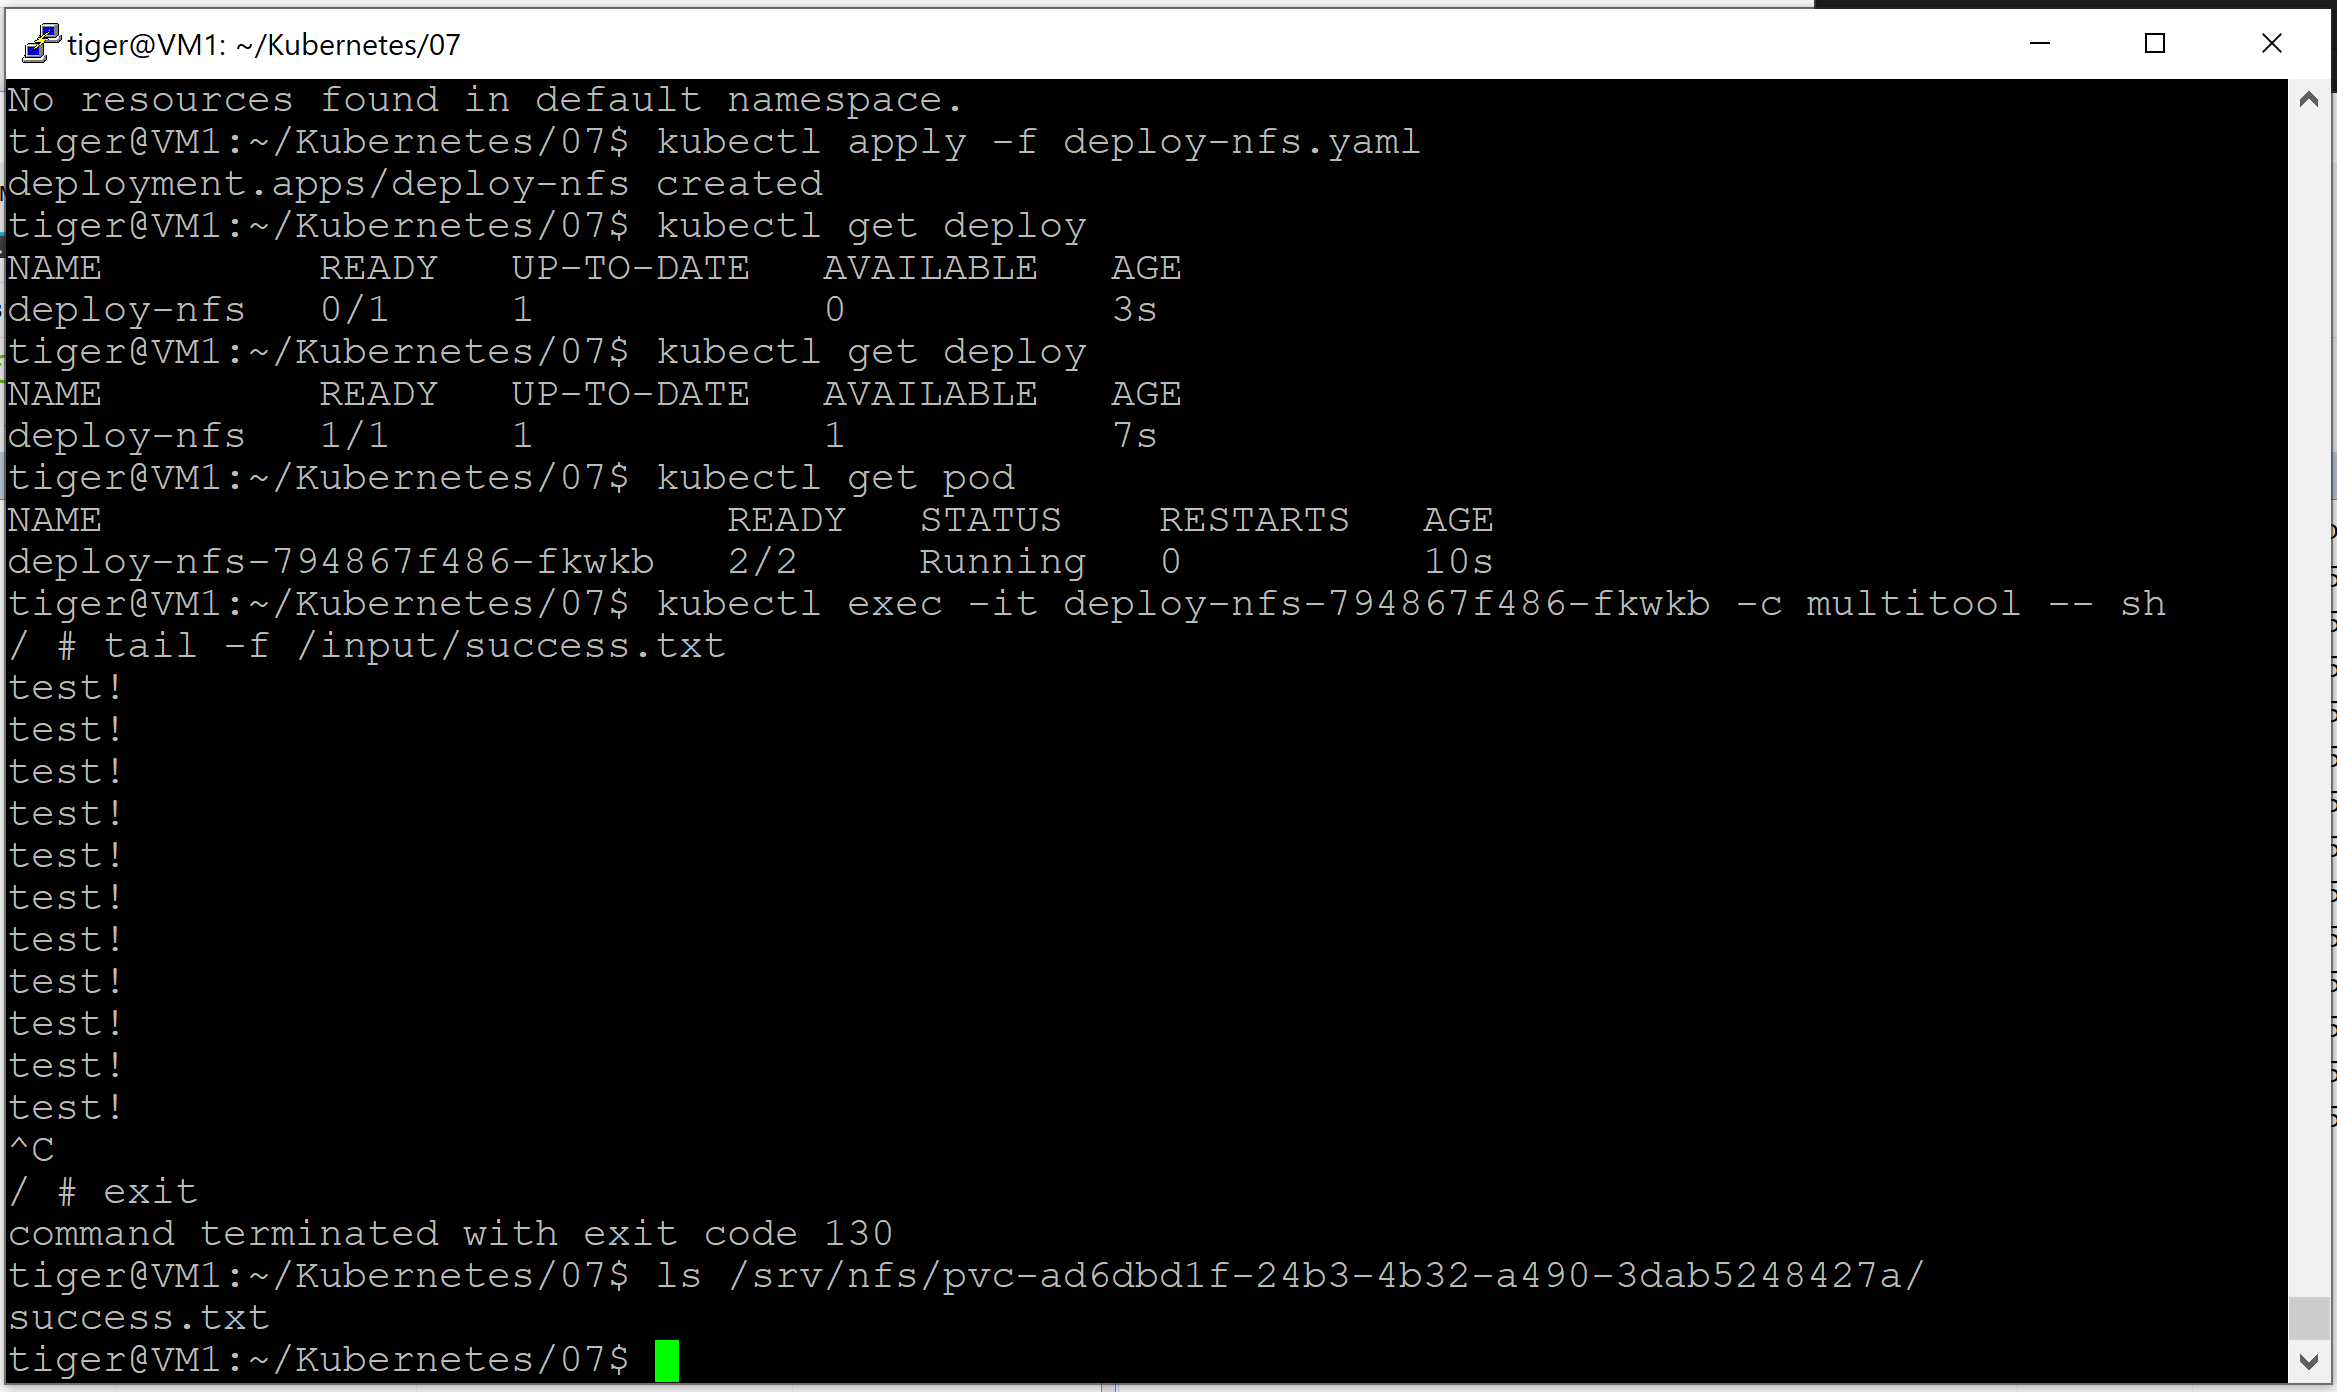 tiger@VM1: ~/Kubernetes/07
No resources found in default namespace.
tiger@VM1:~/Kubernetes/07$ kubectl apply -f deploy-nfs.yaml
deployment.apps/deploy-nfs created
tiger@VM1:~/Kubernetes/07$ kubectl get deploy
NAME         READY   UP-TO-DATE   AVAILABLE   AGE
deploy-nfs   0/1     1            0           3s
tiger@VM1:~/Kubernetes/07$ kubectl get deploy
NAME         READY   UP-TO-DATE   AVAILABLE   AGE
deploy-nfs   1/1     1            1           7s
tiger@VM1:~/Kubernetes/07$ kubectl get pod
NAME                          READY   STATUS    RESTARTS   AGE
deploy-nfs-794867f486-fkwkb   2/2     Running   0          10s
tiger@VM1:~/Kubernetes/07$ kubectl exec -it deploy-nfs-794867f486-fkwkb -c multitool -- sh
/ # tail -f /input/success.txt
test!
test!
test!
test!
test!
test!
test!
test!
test!
test!
test!
^C
/ # exit
command terminated with exit code 130
tiger@VM1:~/Kubernetes/07$ ls /srv/nfs/pvc-ad6dbd1f-24b3-4b32-a490-3dab5248427a/
success.txt
tiger@VM1:~/Kubernetes/07$